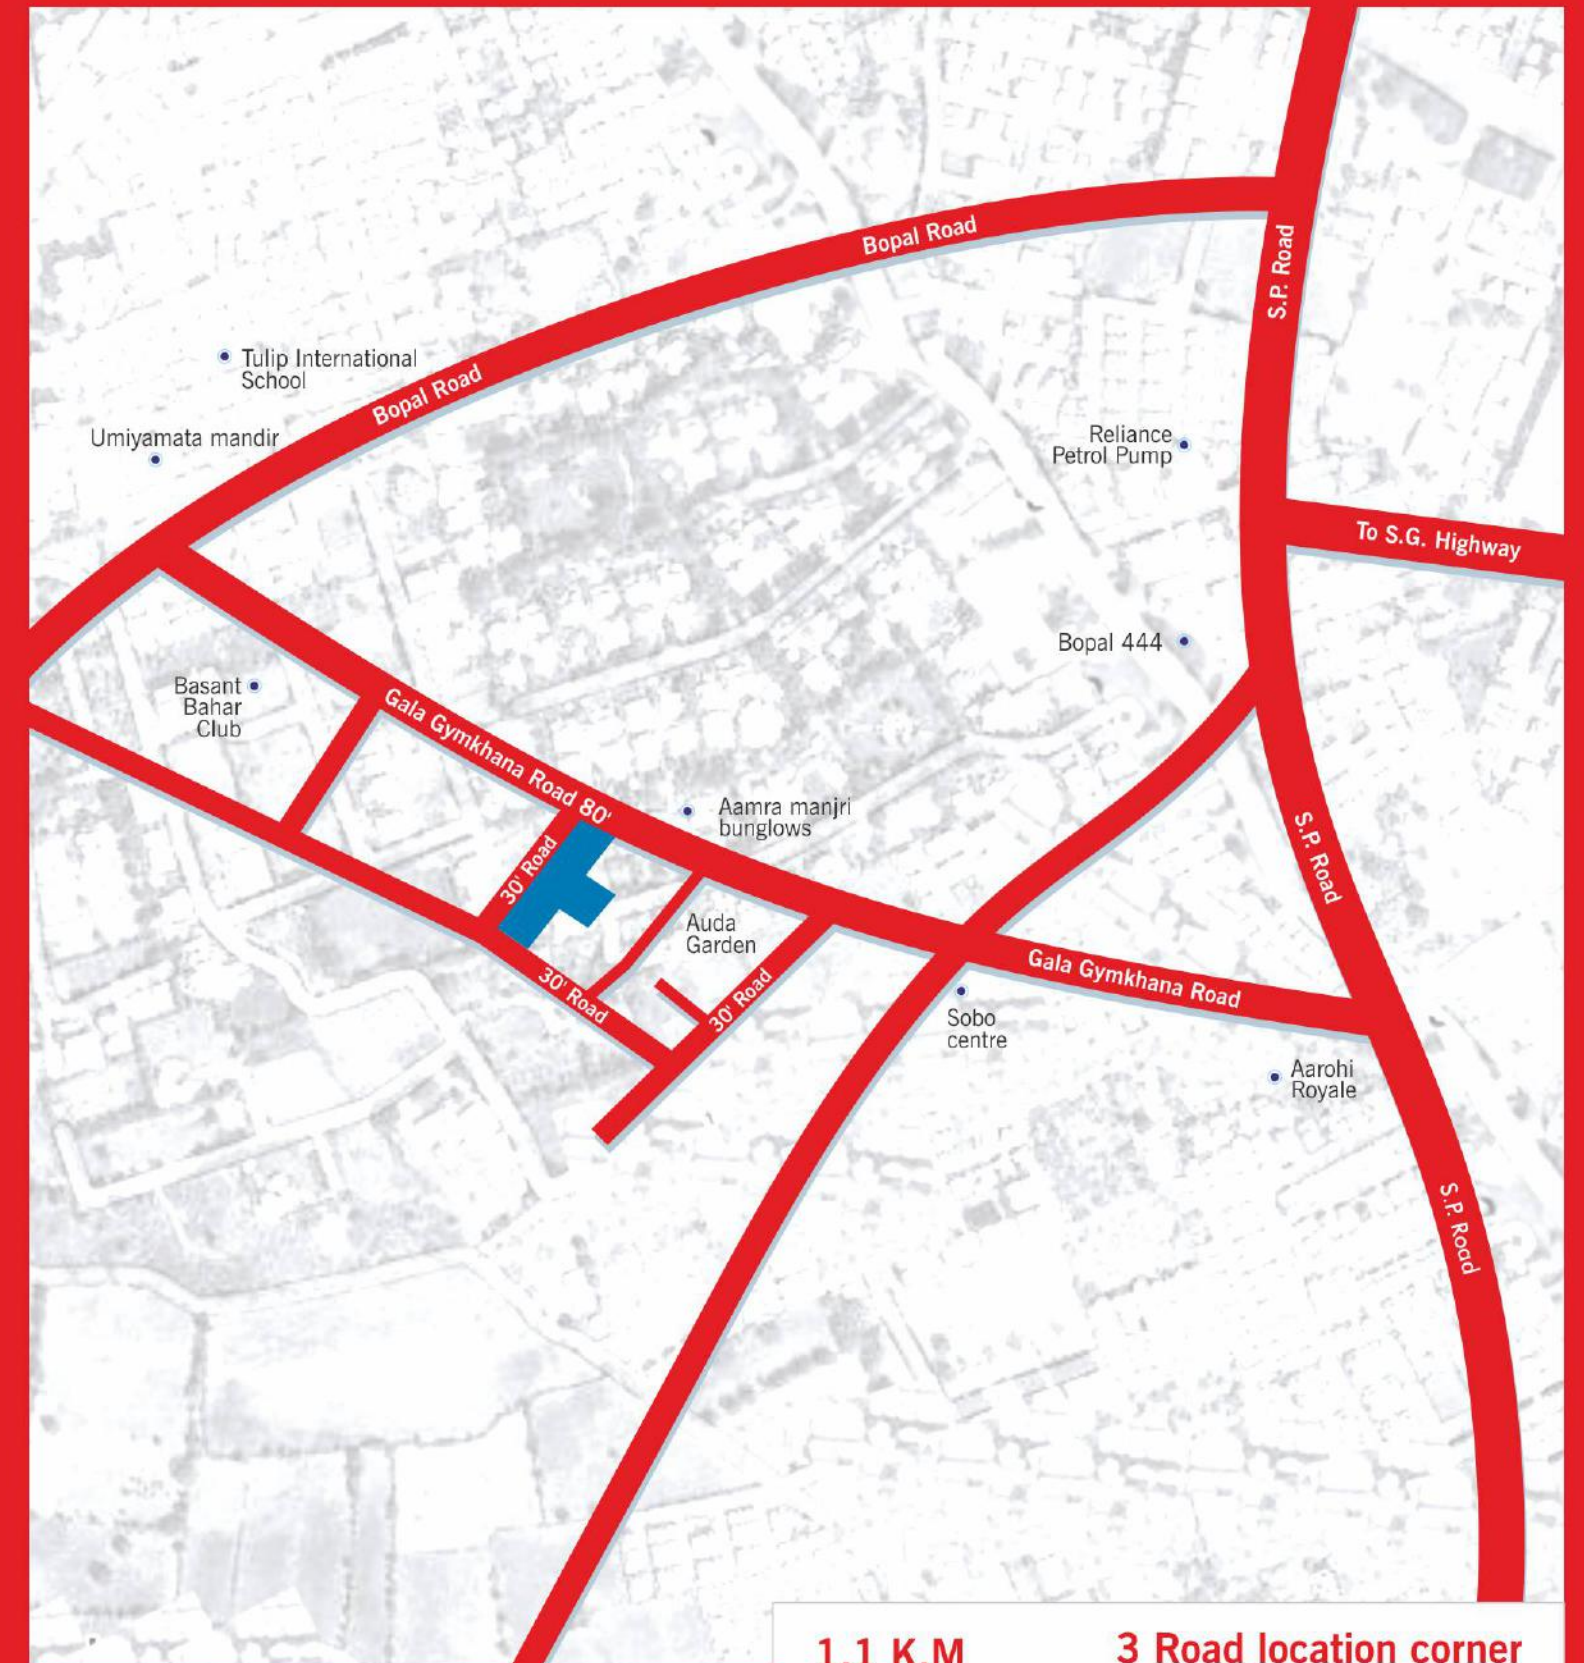 Bopal Road
S.P. Road
Tulip International
School
Bopal Road
Umiyamata mandir
Reliance
Petrol Pump
To S.G. Highway
Bopal 444
Basant
Bahar
Club
Gala Gymkhana Road 80'
Aamra manjri
bunglows
30' Road
S.P. Road
Auda
Garden
Gala Gymkhana Road
30' Road
30' Road
Sobo
centre
Aarohi
Royale
S.P. Road
1.1 K.M
3 Road location corner